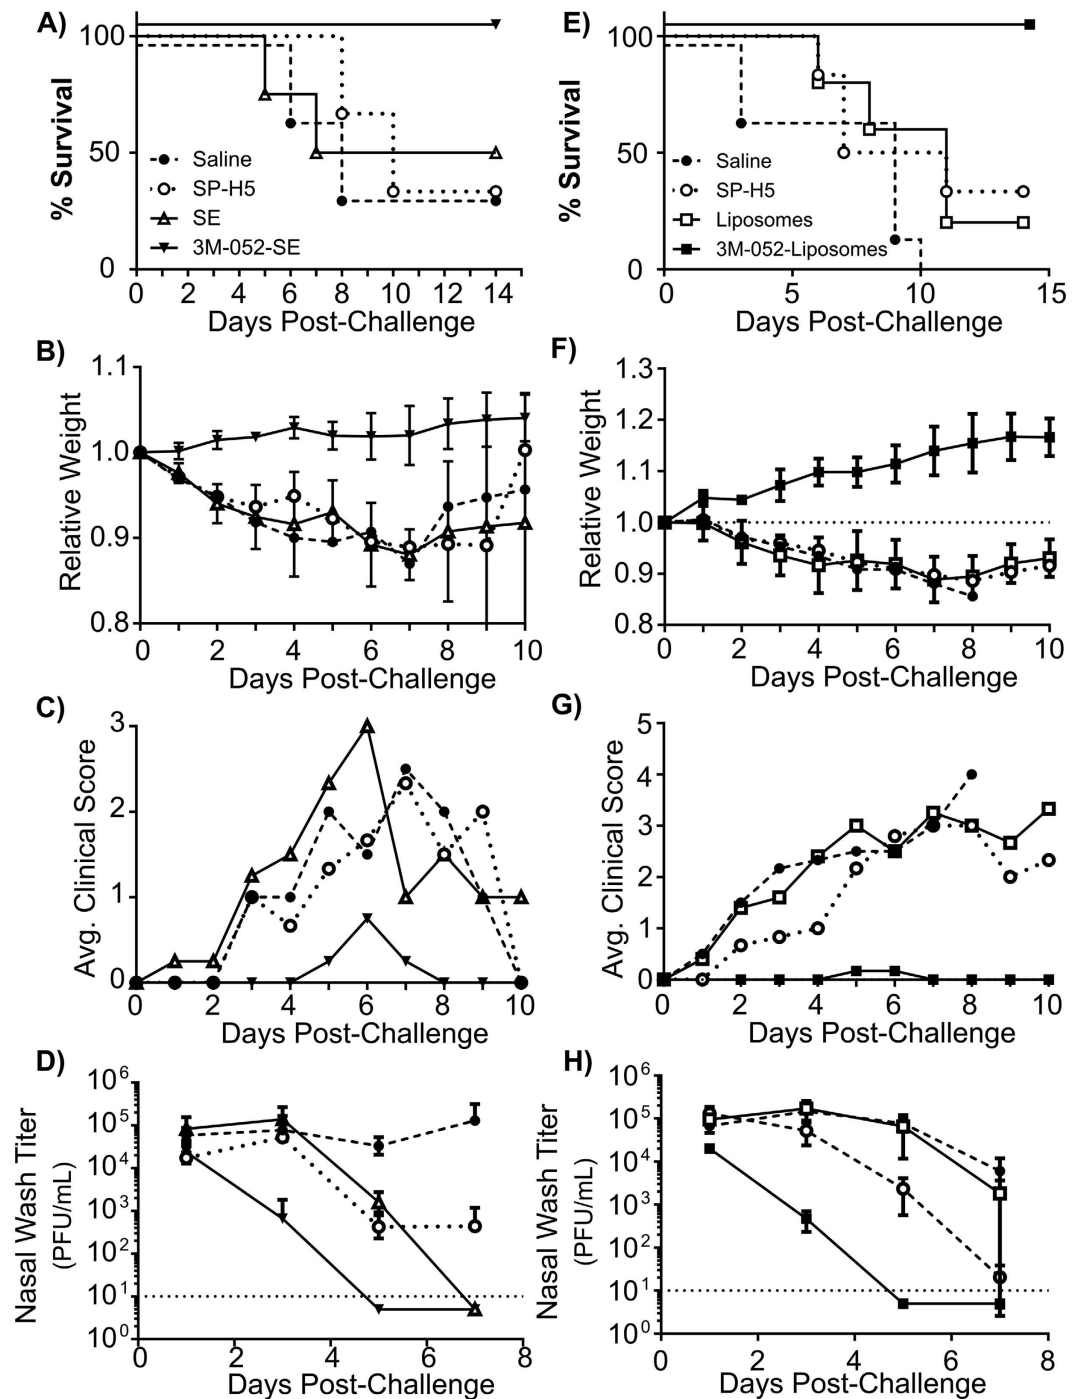 A)
% Survival
100
50
0
Saline
SP-H5
SE
3M-052-SE
0 2 4 6 8 10 12 14
Days Post-Challenge
B)
Relative Weight
1.1
1.0
0.9
0.8
0 2 4 6 8 10
Days Post-Challenge
C)
Avg. Clinical Score
3
2
1
0
0 2 4 6 8 10
Days Post-Challenge
D)
Nasal Wash Titer
(PFU/mL)
10⁶
10⁵
10⁴
10³
10²
10¹
10⁰
0 2 4 6 8
Days Post-Challenge
E)
% Survival
100
50
0
Saline
SP-H5
Liposomes
3M-052-Liposomes
5 10 15
Days Post-Challenge
F)
Relative Weight
1.3
1.2
1.1
1.0
0.9
0.8
0 2 4 6 8 10
Days Post-Challenge
G)
Avg. Clinical Score
5
4
3
2
1
0
0 2 4 6 8 10
Days Post-Challenge
H)
Nasal Wash Titer
(PFU/mL)
10⁶
10⁵
10⁴
10³
10²
10¹
10⁰
0 2 4 6 8
Days Post-Challenge